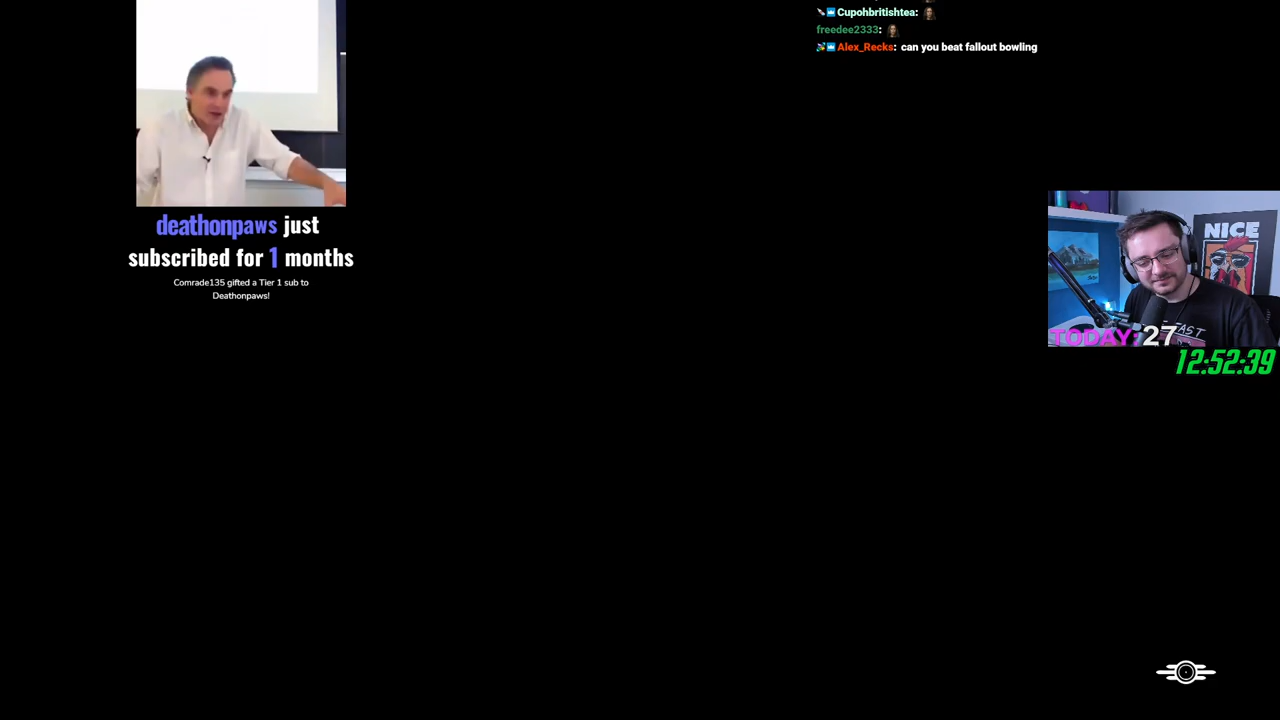 deathonpaws just
subscribed for 1 months
Comrade135 gifted a Tier 1 sub to
Deathonpaws!
Cupohbritishtea:
freedee2333:
Alex_Recks: can you beat fallout bowling
NICE
TODAY: 27
12:52:39